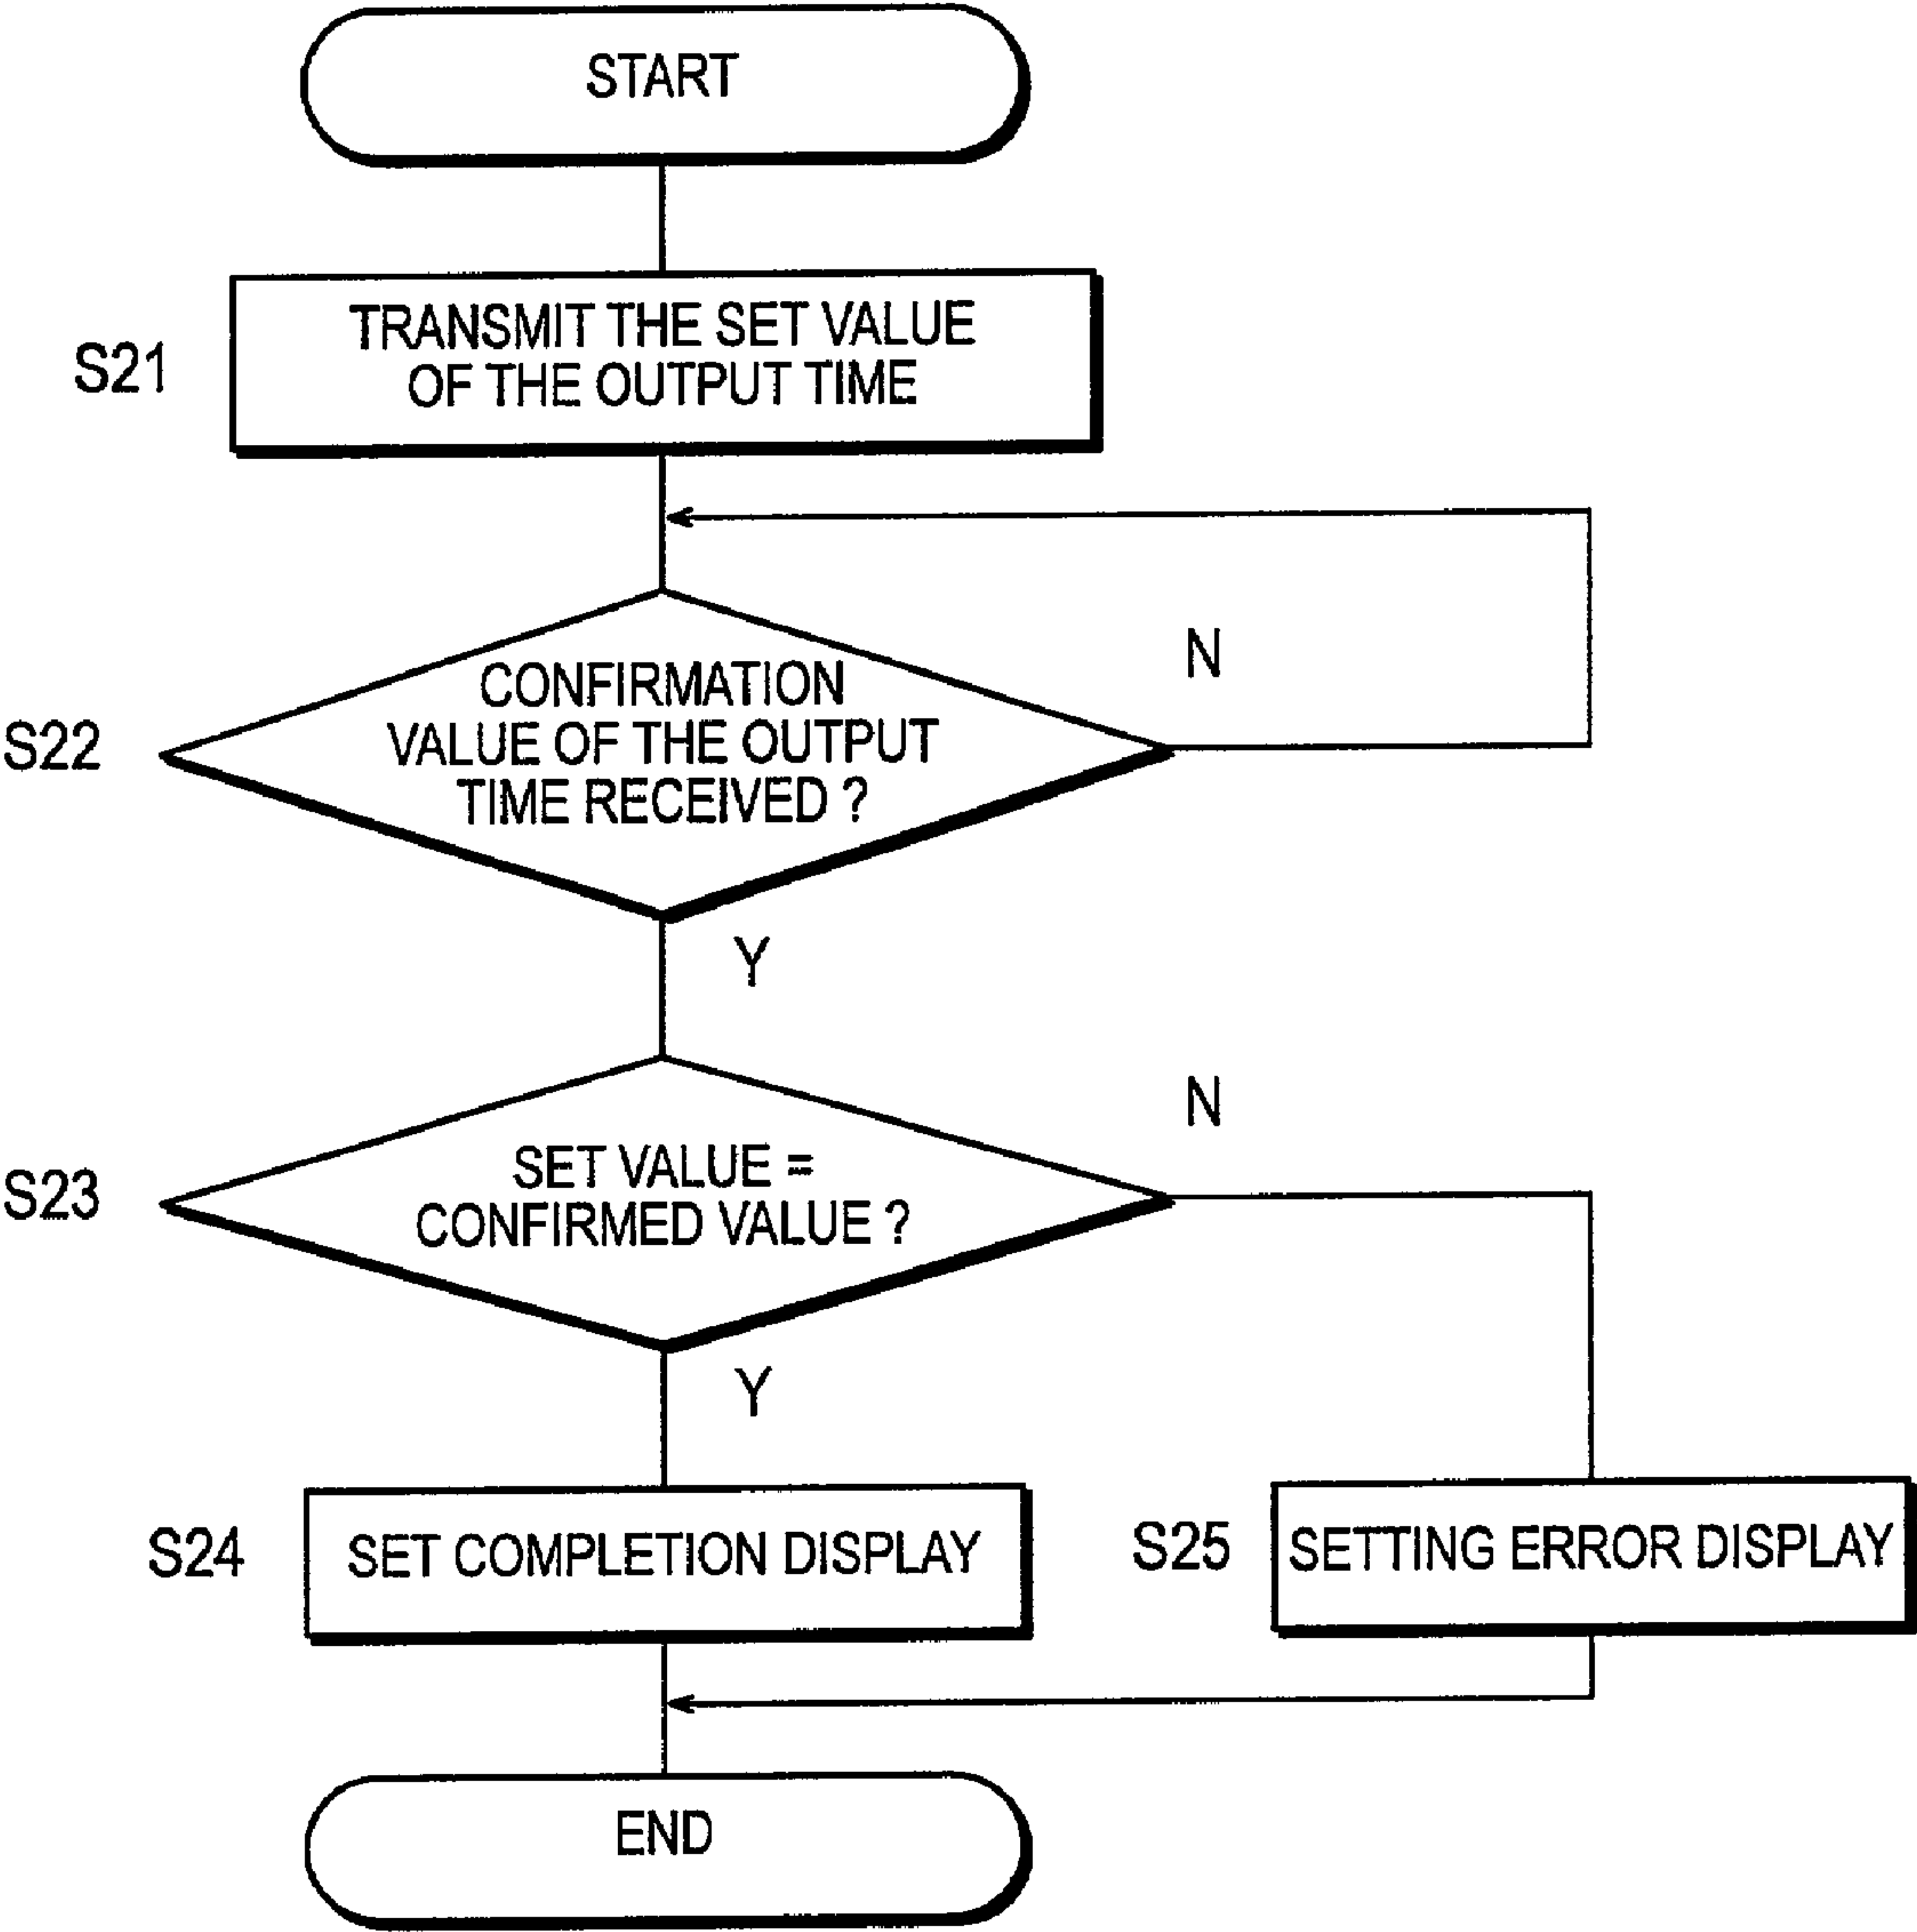 START
S21
TRANSMIT THE SET VALUE
OF THE OUTPUT TIME
S22
CONFIRMATION
VALUE OF THE OUTPUT
TIME RECEIVED ?
N
Y
S23
SET VALUE =
CONFIRMED VALUE ?
N
Y
S24
SET COMPLETION DISPLAY
S25
SETTING ERROR DISPLAY
END